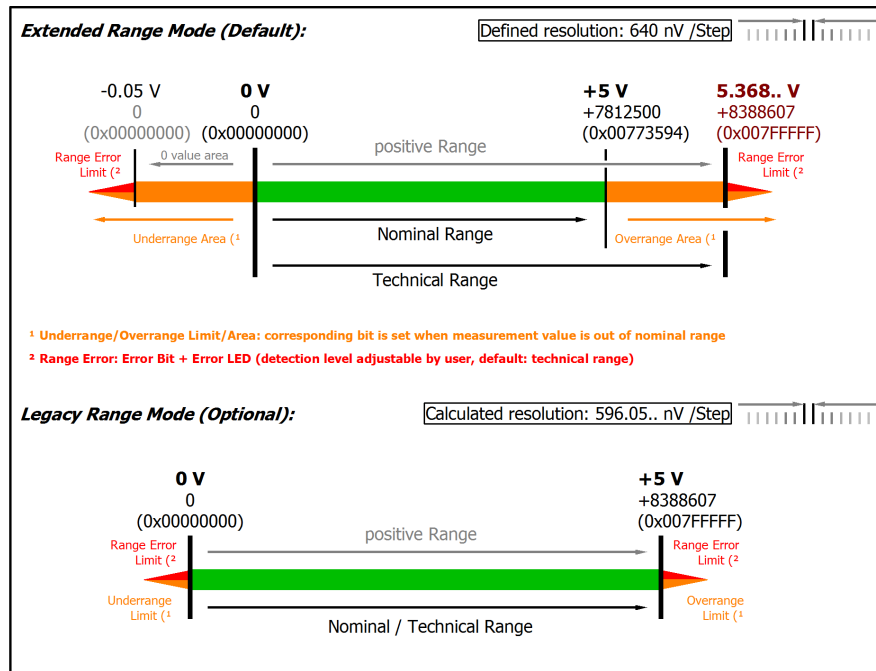 Extended Range Mode (Default):
Defined resolution: 640 nV /Step
-0.05 V
0 V
+5 V
5.368.. V
0
0
+7812500
+8388607
(0x00000000)
(0x00000000)
(0x00773594)
(0x007FFFFF)
Range Error
Limit (²
0 value area
positive Range
Range Error
Limit (²
Underrange Area (¹
Nominal Range
Overrange Area (¹
Technical Range
¹ Underrange/Overrange Limit/Area: corresponding bit is set when measurement value is out of nominal range
² Range Error: Error Bit + Error LED (detection level adjustable by user, default: technical range)
Legacy Range Mode (Optional):
Calculated resolution: 596.05.. nV /Step
0 V
+5 V
0
+8388607
(0x00000000)
(0x007FFFFF)
Range Error
Limit (²
positive Range
Range Error
Limit (²
Underrange
Limit (¹
Overrange
Limit (¹
Nominal / Technical Range